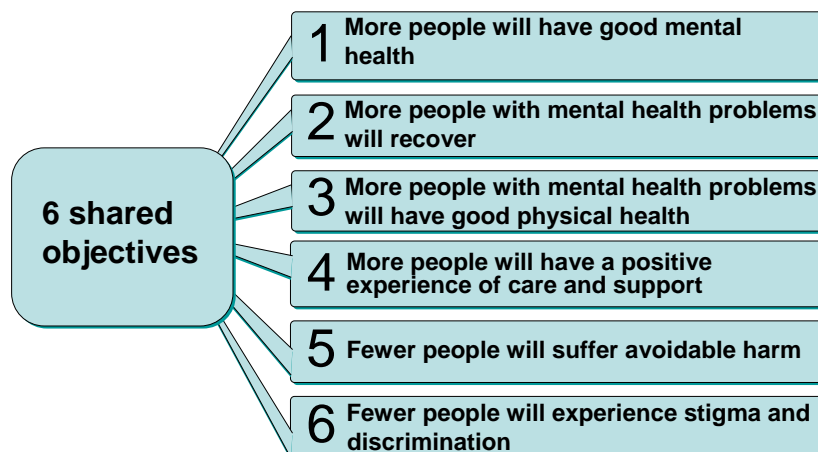 6 shared
objectives
1 More people will have good mental
health
2 More people with mental health problems
will recover
3 More people with mental health problems
will have good physical health
4 More people will have a positive
experience of care and support
5 Fewer people will suffer avoidable harm
6 Fewer people will experience stigma and
discrimination